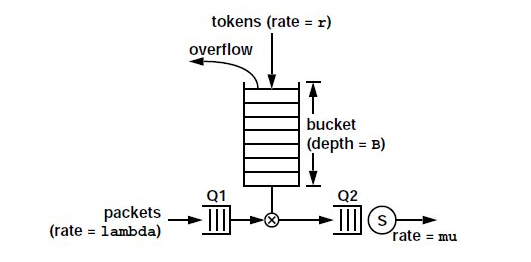 tokens (rate = r)
overflow
bucket
(depth = B)
Q1
Q2
packets
(rate = lambda)
S
rate = mu